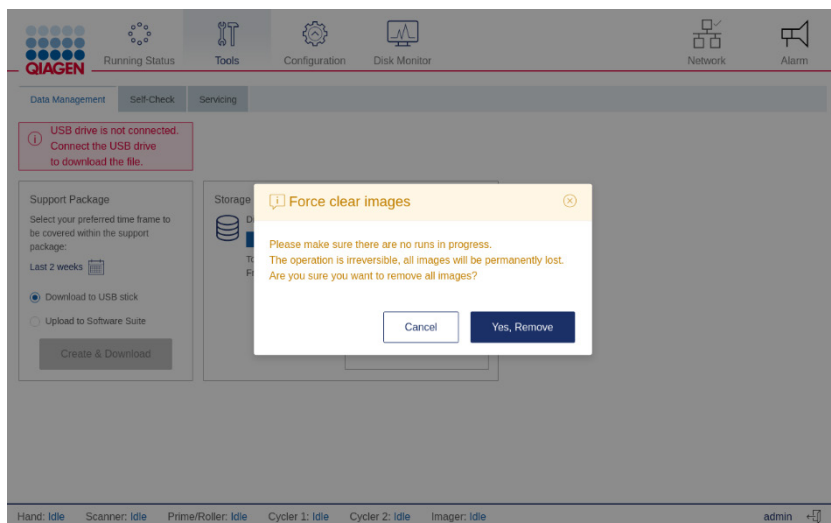 QIAGEN
Running Status
Tools
Configuration
Disk Monitor
Network
Alarm
Data Management
Self-Check
Servicing
USB drive is not connected.
Connect the USB drive
to download the file.
Support Package
Select your preferred time frame to
be covered within the support
package:
Last 2 weeks
Download to USB stick
Upload to Software Suite
Create & Download
Storage
Force clear images
Please make sure there are no runs in progress.
The operation is irreversible, all images will be permanently lost.
Are you sure you want to remove all images?
Cancel
Yes, Remove
Hand: Idle Scanner: Idle Prime/Roller: Idle Cycler 1: Idle Cycler 2: Idle Imager: Idle
admin